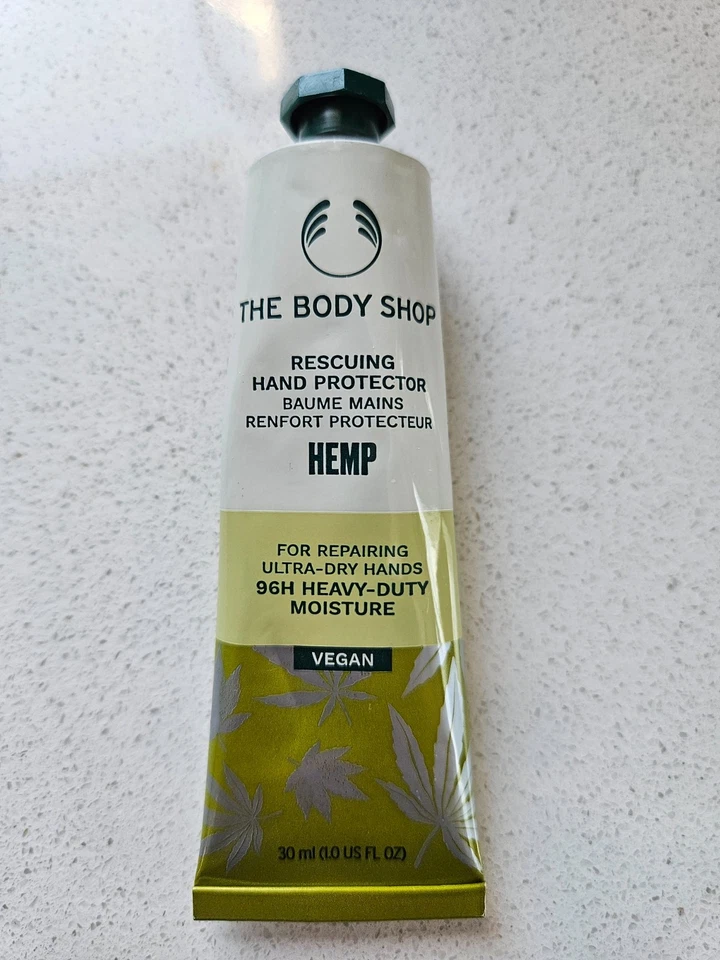 THE BODY SHOP
RESCUING
HAND PROTECTOR
BAUME MAINS
RENFORT PROTECTEUR
HEMP
FOR REPAIRING
ULTRA-DRY HANDS
96H HEAVY-DUTY
MOISTURE
VEGAN
30 ml (1.0 US FL OZ)